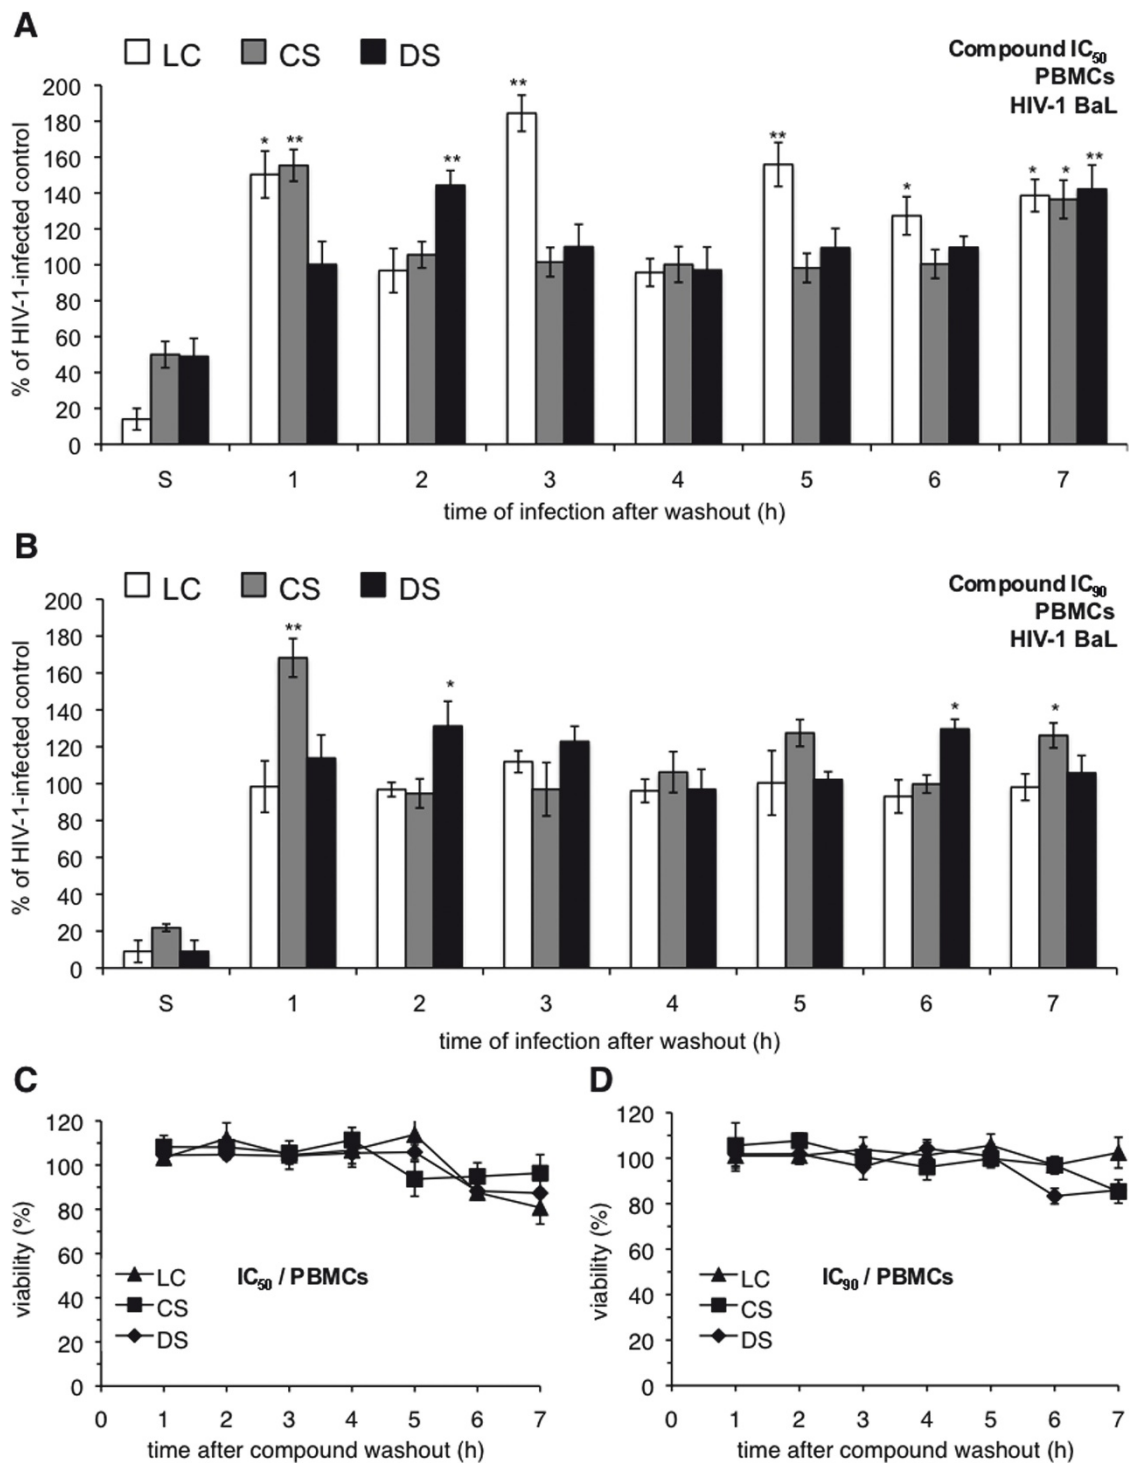 A
LC CS DS
Compound IC50
PBMCs
HIV-1 BaL
% of HIV-1-infected control
200
180
160
140
120
100
80
60
40
20
0
* ** ** ** ** * * * **
S 1 2 3 4 5 6 7
time of infection after washout (h)
B
LC CS DS
Compound IC90
PBMCs
HIV-1 BaL
% of HIV-1-infected control
200
180
160
140
120
100
80
60
40
20
0
** * * *
S 1 2 3 4 5 6 7
time of infection after washout (h)
C
viability (%)
120
100
80
60
40
20
0
LC
CS
DS
IC50 / PBMCs
0 1 2 3 4 5 6 7
time after compound washout (h)
D
viability (%)
120
100
80
60
40
20
0
LC
CS
DS
IC90 / PBMCs
0 1 2 3 4 5 6 7
time after compound washout (h)